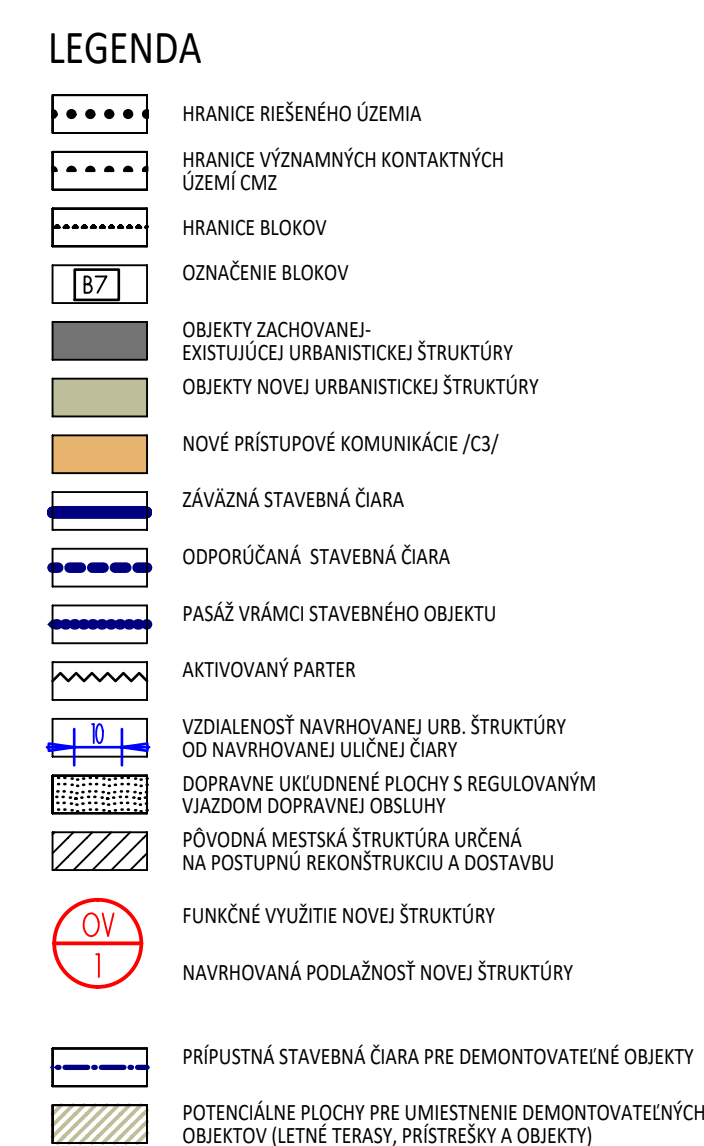 LEGENDA
HRANICE RIEŠENÉHO ÚZEMIA
HRANICE VÝZNAMNÝCH KONTAKTNÝCH
ÚZEMÍ CMZ
HRANICE BLOKOV
B7
OZNAČENIE BLOKOV
OBJEKTY ZACHOVANEJ-
EXISTUJÚCEJ URBANISTICKEJ ŠTRUKTÚRY
OBJEKTY NOVEJ URBANISTICKEJ ŠTRUKTÚRY
NOVÉ PRÍSTUPOVÉ KOMUNIKÁCIE /C3/
ZÁVÄZNÁ STAVEBNÁ ČIARA
ODPORÚČANÁ STAVEBNÁ ČIARA
PASÁŽ VRÁMCI STAVEBNÉHO OBJEKTU
AKTIVOVANÝ PARTER
10
VZDIALENOSŤ NAVRHOVANEJ URB. ŠTRUKTÚRY
OD NAVRHOVANEJ ULIČNEJ ČIARY
DOPRAVNE UKĽUDNENÉ PLOCHY S REGULOVANÝM
VJAZDOM DOPRAVNEJ OBSLUHY
PÔVODNÁ MESTSKÁ ŠTRUKTÚRA URČENÁ
NA POSTUPNÚ REKONŠTRUKCIU A DOSTAVBU
OV
FUNKČNÉ VYUŽITIE NOVEJ ŠTRUKTÚRY
1
NAVRHOVANÁ PODLAŽNOSŤ NOVEJ ŠTRUKTÚRY
PRÍPUSTNÁ STAVEBNÁ ČIARA PRE DEMONTOVATEĽNÉ OBJEKTY
POTENCIÁLNE PLOCHY PRE UMIESTNENIE DEMONTOVATEĽNÝCH
OBJEKTOV (LETNÉ TERASY, PRÍSTREŠKY A OBJEKTY)